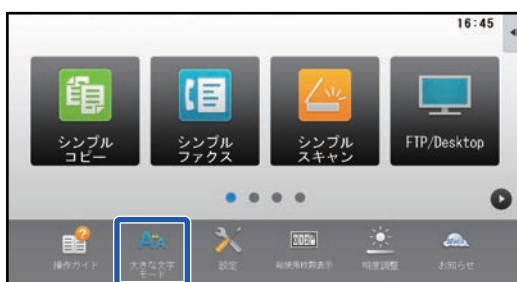 16:45
シンプル
コピー
シンプル
ファクス
シンプル
スキャン
FTP/Desktop
操作ガイド
大きな文字
モード
設定
総使用枚数表示
明度調整
お知らせ